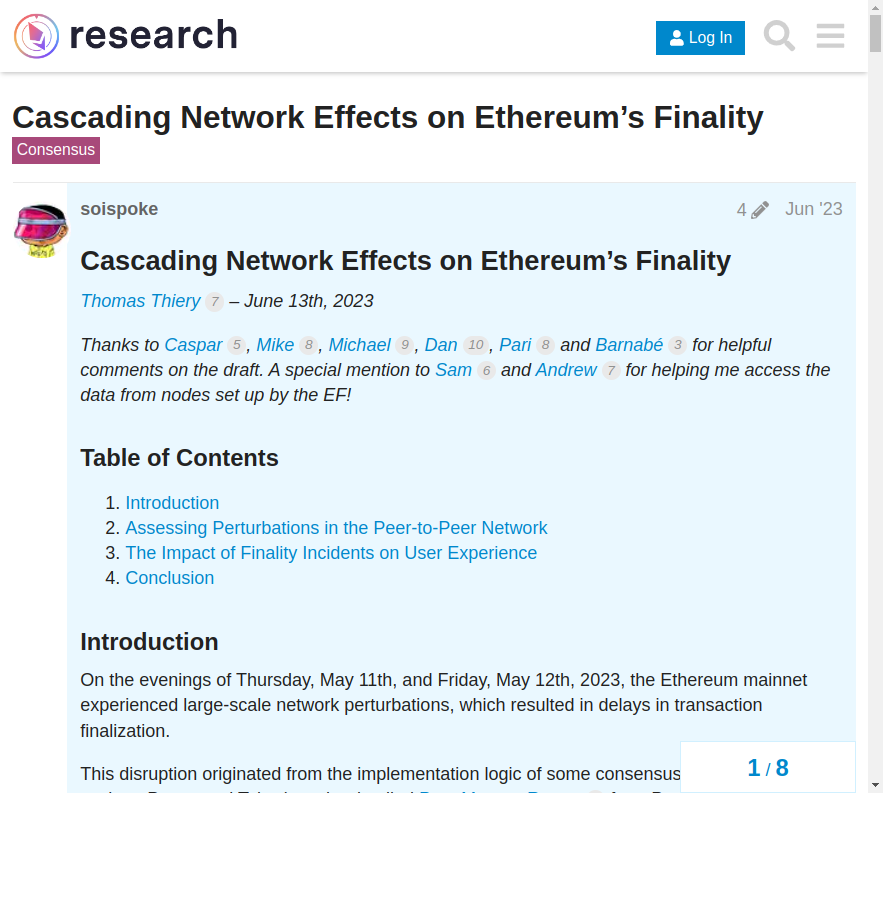 research
Log In
Cascading Network Effects on Ethereum’s Finality
Consensus
soispoke 4 Jun '23
Cascading Network Effects on Ethereum’s Finality
Thomas Thiery 7 – June 13th, 2023
Thanks to Caspar 5 , Mike 8 , Michael 9 , Dan 10 , Pari 8 and Barnabé 3 for helpful
comments on the draft. A special mention to Sam 6 and Andrew 7 for helping me access the
data from nodes set up by the EF!
Table of Contents
1. Introduction
2. Assessing Perturbations in the Peer-to-Peer Network
3. The Impact of Finality Incidents on User Experience
4. Conclusion
Introduction
On the evenings of Thursday, May 11th, and Friday, May 12th, 2023, the Ethereum mainnet
experienced large-scale network perturbations, which resulted in delays in transaction
finalization.
This disruption originated from the implementation logic of some consensus
1 / 8